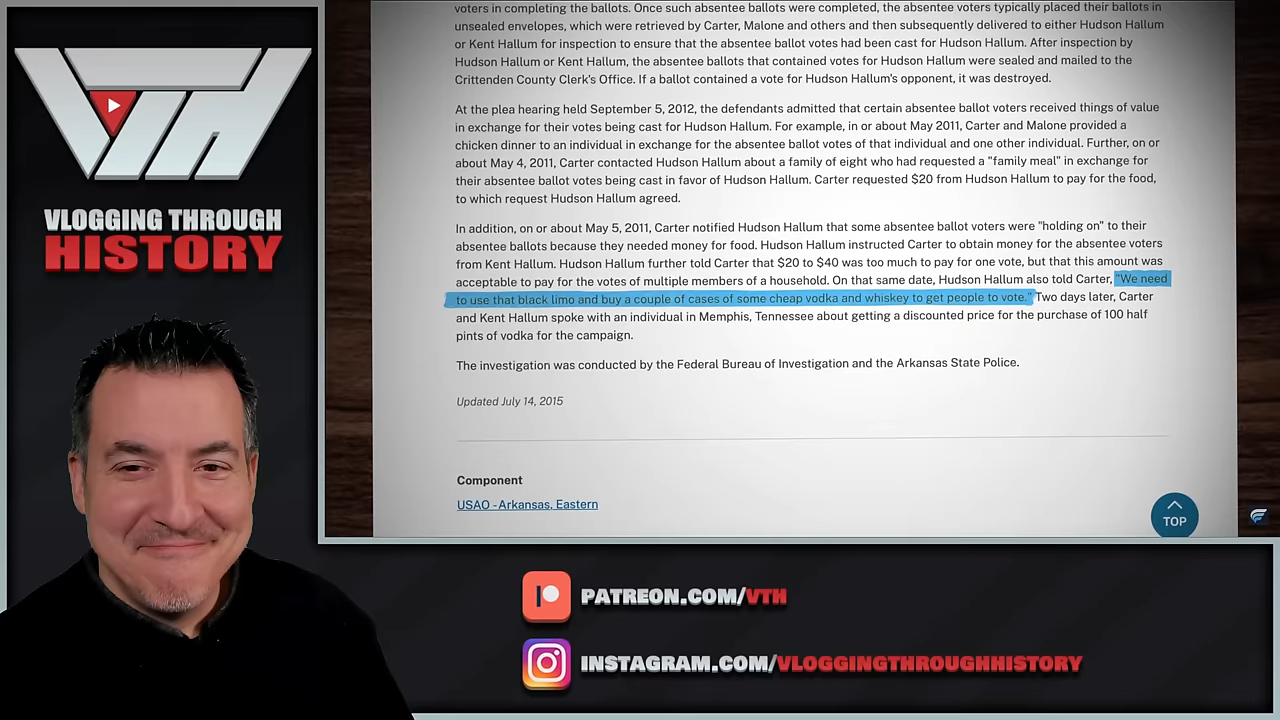 VTH
VLOGGING THROUGH
HISTORY
voters in completing the ballots. Once such absentee ballots were completed, the absentee voters typically placed their ballots in
unsealed envelopes, which were retrieved by Carter, Malone and others and then subsequently delivered to either Hudson Hallum
or Kent Hallum for inspection to ensure that the absentee ballot votes had been cast for Hudson Hallum. After inspection by
Hudson Hallum or Kent Hallum, the absentee ballots that contained votes for Hudson Hallum were sealed and mailed to the
Crittenden County Clerk's Office. If a ballot contained a vote for Hudson Hallum's opponent, it was destroyed.
At the plea hearing held September 5, 2012, the defendants admitted that certain absentee ballot voters received things of value
in exchange for their votes being cast for Hudson Hallum. For example, in or about May 2011, Carter and Malone provided a
chicken dinner to an individual in exchange for the absentee ballot votes of that individual and one other individual. Further, on or
about May 4, 2011, Carter contacted Hudson Hallum about a family of eight who had requested a "family meal" in exchange for
their absentee ballot votes being cast in favor of Hudson Hallum. Carter requested $20 from Hudson Hallum to pay for the food,
to which request Hudson Hallum agreed.
In addition, on or about May 5, 2011, Carter notified Hudson Hallum that some absentee ballot voters were "holding on" to their
absentee ballots because they needed money for food. Hudson Hallum instructed Carter to obtain money for the absentee voters
from Kent Hallum. Hudson Hallum further told Carter that $20 to $40 was too much to pay for one vote, but that this amount was
acceptable to pay for the votes of multiple members of a household. On that same date, Hudson Hallum also told Carter, "We need
to use that black limo and buy a couple of cases of some cheap vodka and whiskey to get people to vote." Two days later, Carter
and Kent Hallum spoke with an individual in Memphis, Tennessee about getting a discounted price for the purchase of 100 half
pints of vodka for the campaign.
The investigation was conducted by the Federal Bureau of Investigation and the Arkansas State Police.
Updated July 14, 2015
Component
USAO - Arkansas, Eastern
TOP
PATREON.COM/VTH
INSTAGRAM.COM/VLOGGINGTHROUGHHISTORY